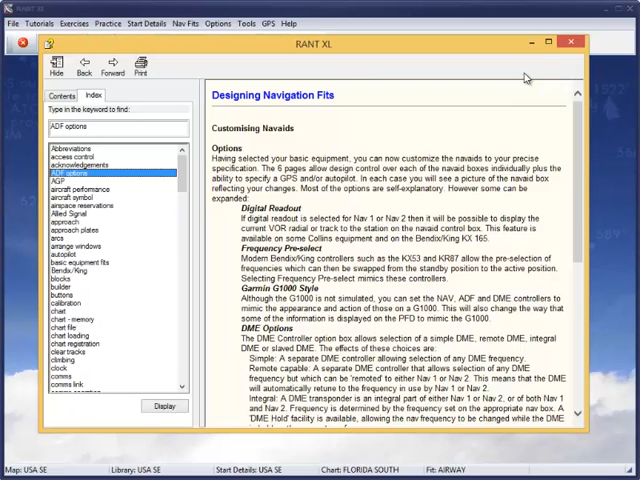 RANT XL
File Tutorials Exercises Practice Start Details Nav Fits Options Tools GPS Help
RANT XL
Hide Back Forward Print
Contents Index
Type in the keyword to find:
ADF options
Abbreviations
access control
acknowledgements
ADF options
AGP
aircraft performance
aircraft symbol
airspace reservations
Allied Signal
approach
approach plates
arcs
arrange windows
autopilot
basic equipment fits
Bendix/King
blocks
builder
buttons
calibration
chart
chart - memory
chart file
chart loading
chart registration
clear tracks
climbing
clock
comms
comms link
Display
Designing Navigation Fits
Customising Navaids
Options
Having selected your basic equipment, you can now customize the navaids to your precise
specification. The 6 pages allow design control over each of the navaid boxes individually plus the
ability to specify a GPS and/or autopilot. In each case you will see a picture of the navaid box
reflecting your changes. Most of the options are self-explanatory. However some can be
expanded:
Digital Readout
If digital readout is selected for Nav 1 or Nav 2 then it will be possible to display the
current VOR radial or track to the station on the navaid control box. This feature is
available on some Collins equipment and on the Bendix/King KX 165.
Frequency Pre-select
Modern Bendix/King controllers such as the KX53 and KR87 allow the pre-selection of
frequencies which can then be swapped from the standby position to the active position.
Selecting Frequency Pre-select mimics these controllers.
Garmin G1000 Style
Although the G1000 is not simulated, you can set the NAV, ADF and DME controllers to
mimic the appearance and action of those on a G1000. This will also change the way that
some of the information is displayed on the PFD to mimic the G1000.
DME Options
The DME Controller option box allows selection of a simple DME, remote DME, integral
DME or slaved DME. The effects of these choices are:
Simple: A separate DME controller allowing selection of any DME frequency.
Remote capable: A separate DME controller that allows selection of any DME
frequency but which can be 'remoted' to either Nav 1 or Nav 2. This means that the DME
will automatically retune to the frequency in use by Nav 1 or Nav 2.
Integral: A DME transponder is an integral part of either Nav 1 or Nav 2, or of both Nav 1
and Nav 2. Frequency is determined by the frequency set on the appropriate nav box. A
'DME Hold' facility is available, allowing the nav frequency to be changed while the DME
Map: USA SE Library: USA SE Start Details: USA SE Chart: FLORIDA SOUTH Fit: AIRWAY